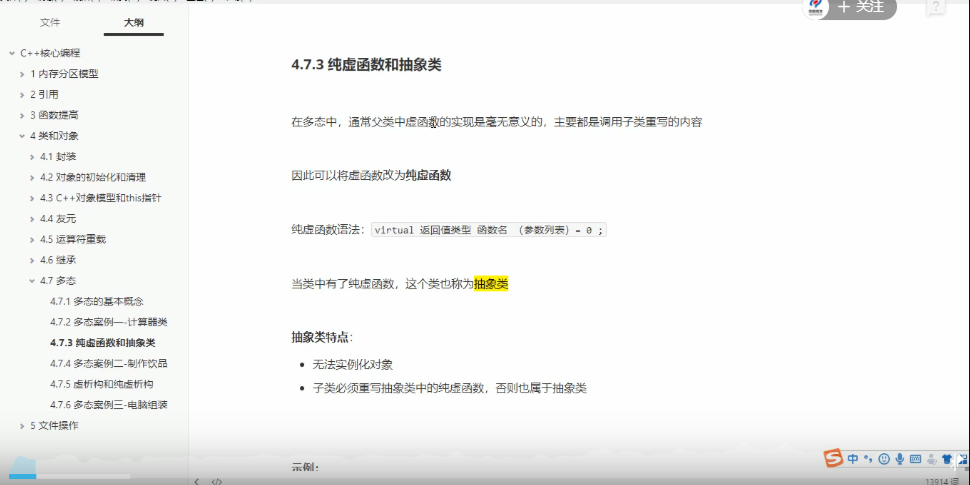 文件 大纲
C++核心编程
1 内存分区模型
2 引用
3 函数提高
4 类和对象
4.1 封装
4.2 对象的初始化和清理
4.3 C++对象模型和this指针
4.4 友元
4.5 运算符重载
4.6 继承
4.7 多态
4.7.1 多态的基本概念
4.7.2 多态案例一-计算器类
4.7.3 纯虚函数和抽象类
4.7.4 多态案例二-制作饮品
4.7.5 虚析构和纯虚析构
4.7.6 多态案例三-电脑组装
5 文件操作
+ 关注
?
4.7.3 纯虚函数和抽象类
在多态中，通常父类中虚函数的实现是毫无意义的，主要都是调用子类重写的内容
因此可以将虚函数改为纯虚函数
纯虚函数语法： virtual 返回值类型 函数名 （参数列表）= 0 ;
当类中有了纯虚函数，这个类也称为抽象类
抽象类特点：
无法实例化对象
子类必须重写抽象类中的纯虚函数，否则也属于抽象类
示例：
S 中
13914 词